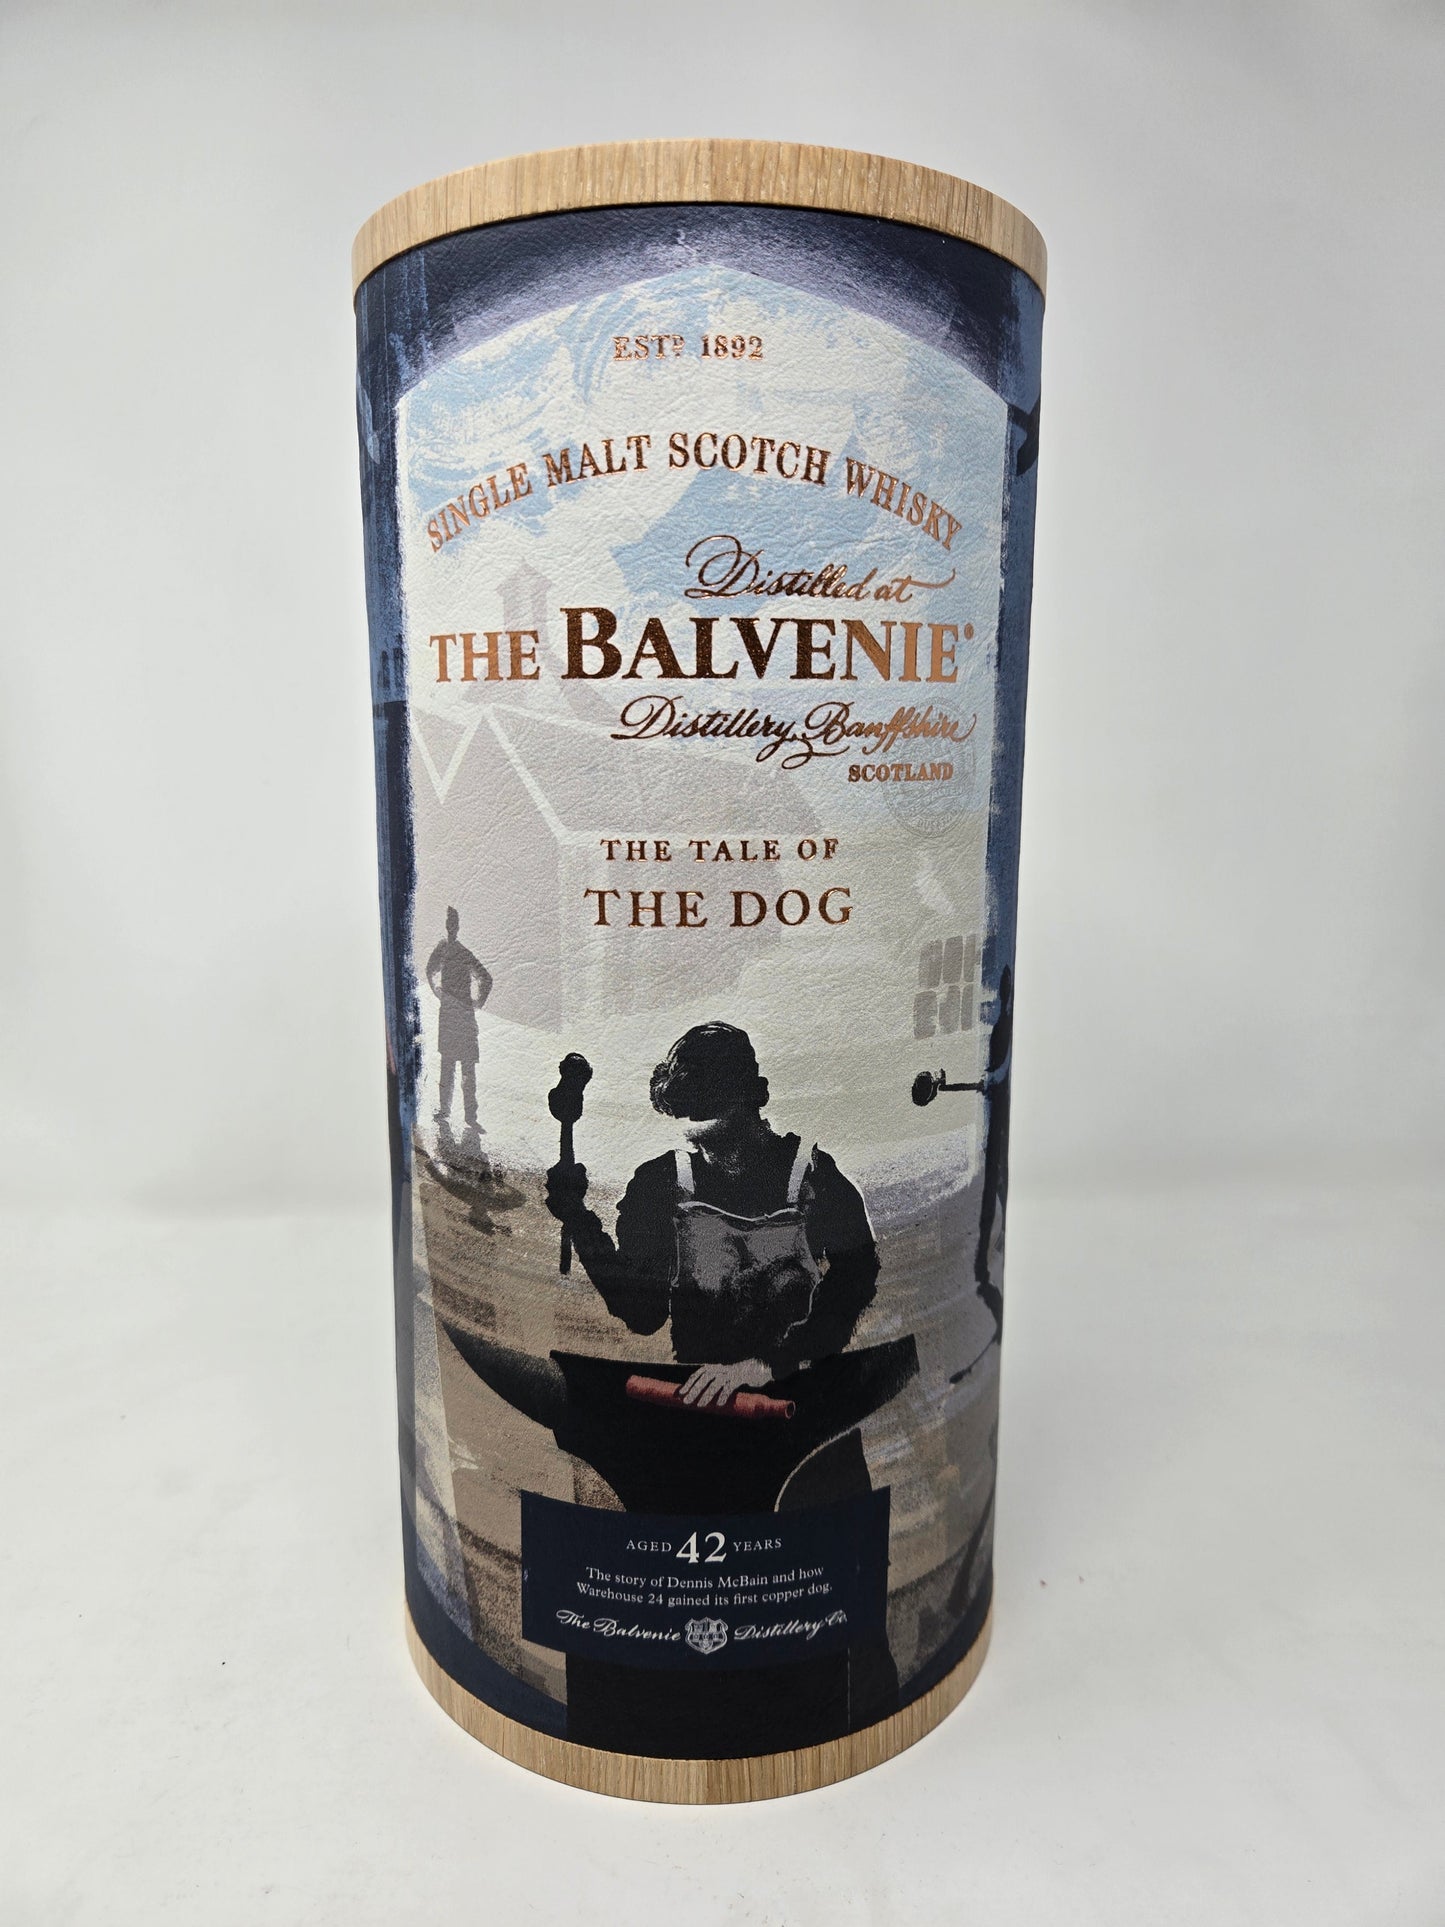 ESTD 1892
SINGLE MALT SCOTCH WHISKY
Distilled at
THE BALVENIE®
Distillery, Banffshire
SCOTLAND
THE TALE OF
THE DOG
AGED 42 YEARS
The story of Dennis McBain and how
Warehouse 24 gained its first copper dog.
The Balvenie Distillery Co.